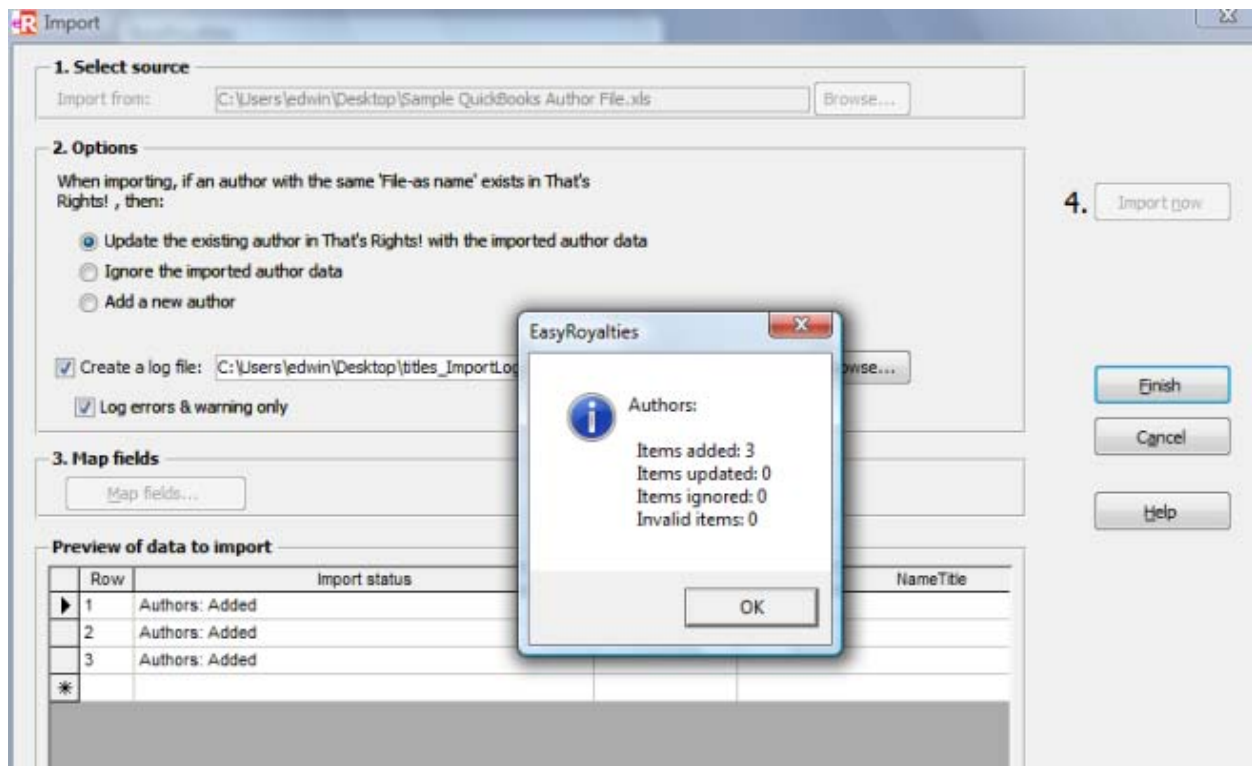 eR Import
1. Select source
Import from: C:\Users\edwin\Desktop\Sample QuickBooks Author File.xls Browse...
2. Options
When importing, if an author with the same 'File-as name' exists in That's
Rights! , then:
Update the existing author in That's Rights! with the imported author data
Ignore the imported author data
Add a new author
4. Import now
Create a log file: C:\Users\edwin\Desktop\titles_ImportLog
Log errors & warning only
3. Map fields
Map fields...
Finish
Cancel
Help
EasyRoyalties
Authors:
Items added: 3
Items updated: 0
Items ignored: 0
Invalid items: 0
OK
Preview of data to import
Row Import status NameTitle
1 Authors: Added
2 Authors: Added
3 Authors: Added